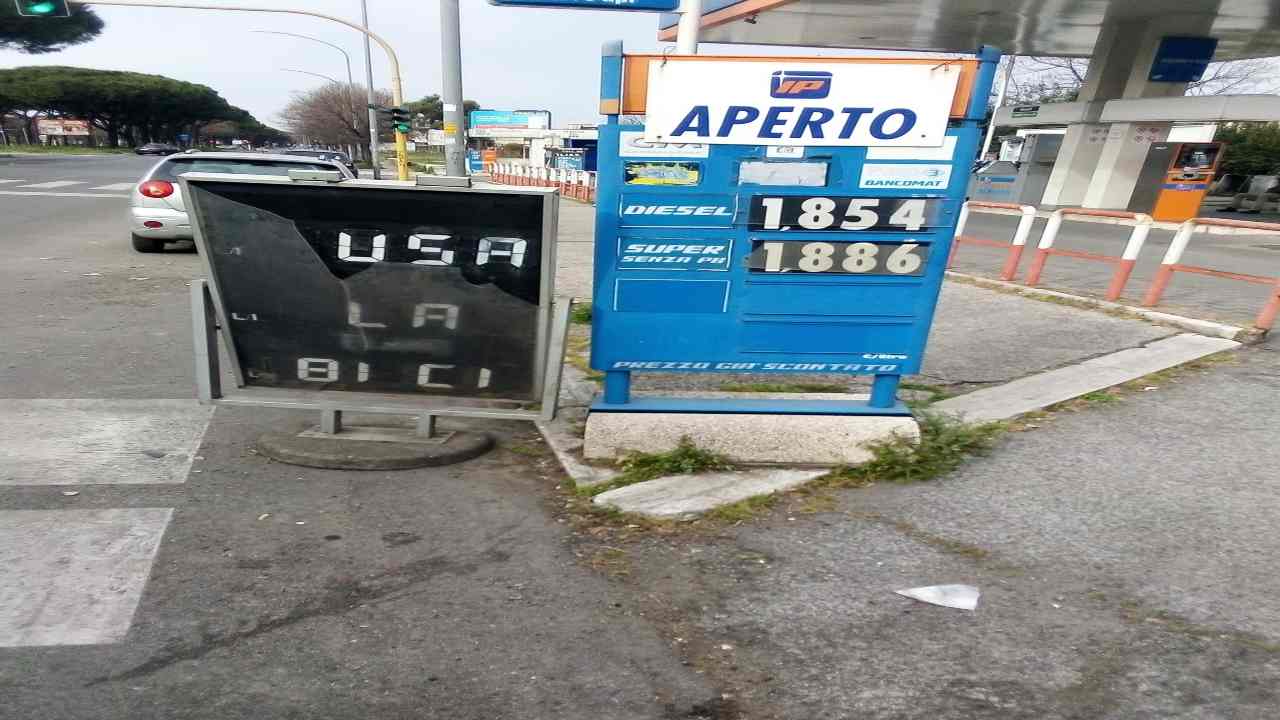 USA
LA
BICI
IP
APERTO
BANCOMAT
DIESEL 1,854
SUPER
SENZA PB
1,886
€/litro
PREZZO GIA' SCONTATO